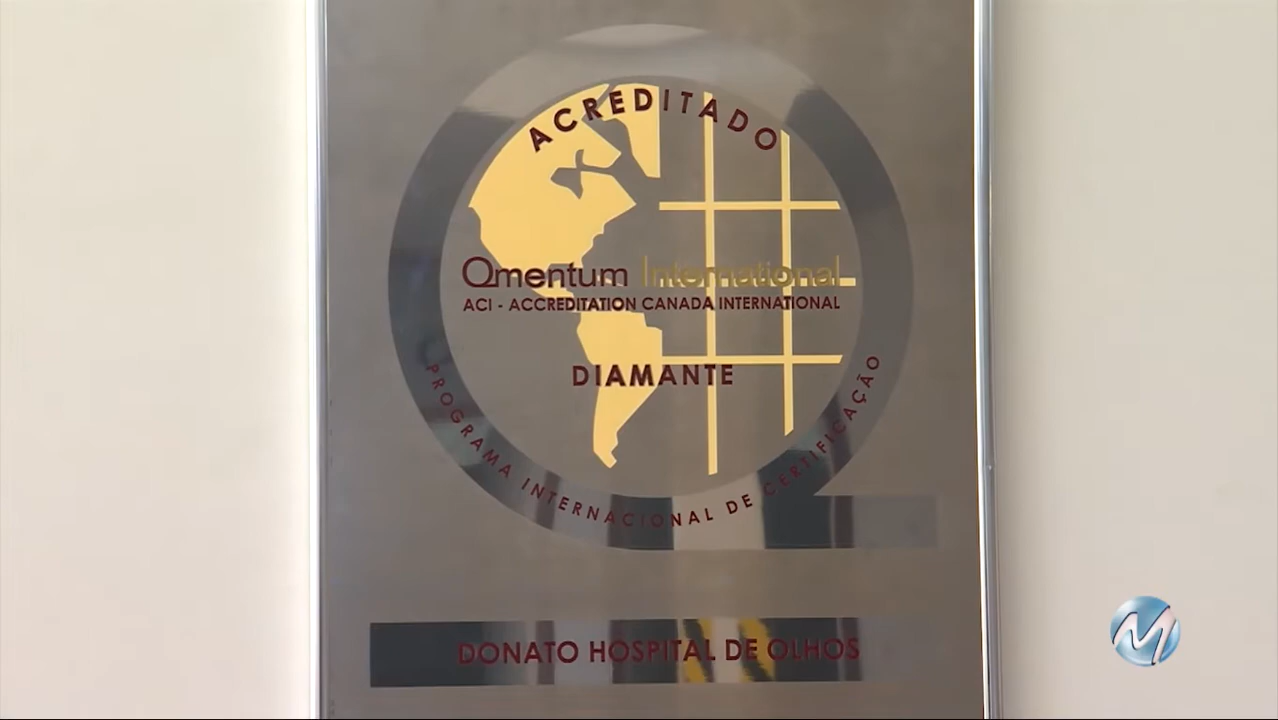 ACREDITADO
Qmentum International
ACI - ACCREDITATION CANADA INTERNATIONAL
DIAMANTE
PROGRAMA INTERNACIONAL DE CERTIFICAÇÃO
DONATO HOSPITAL DE OLHOS
M